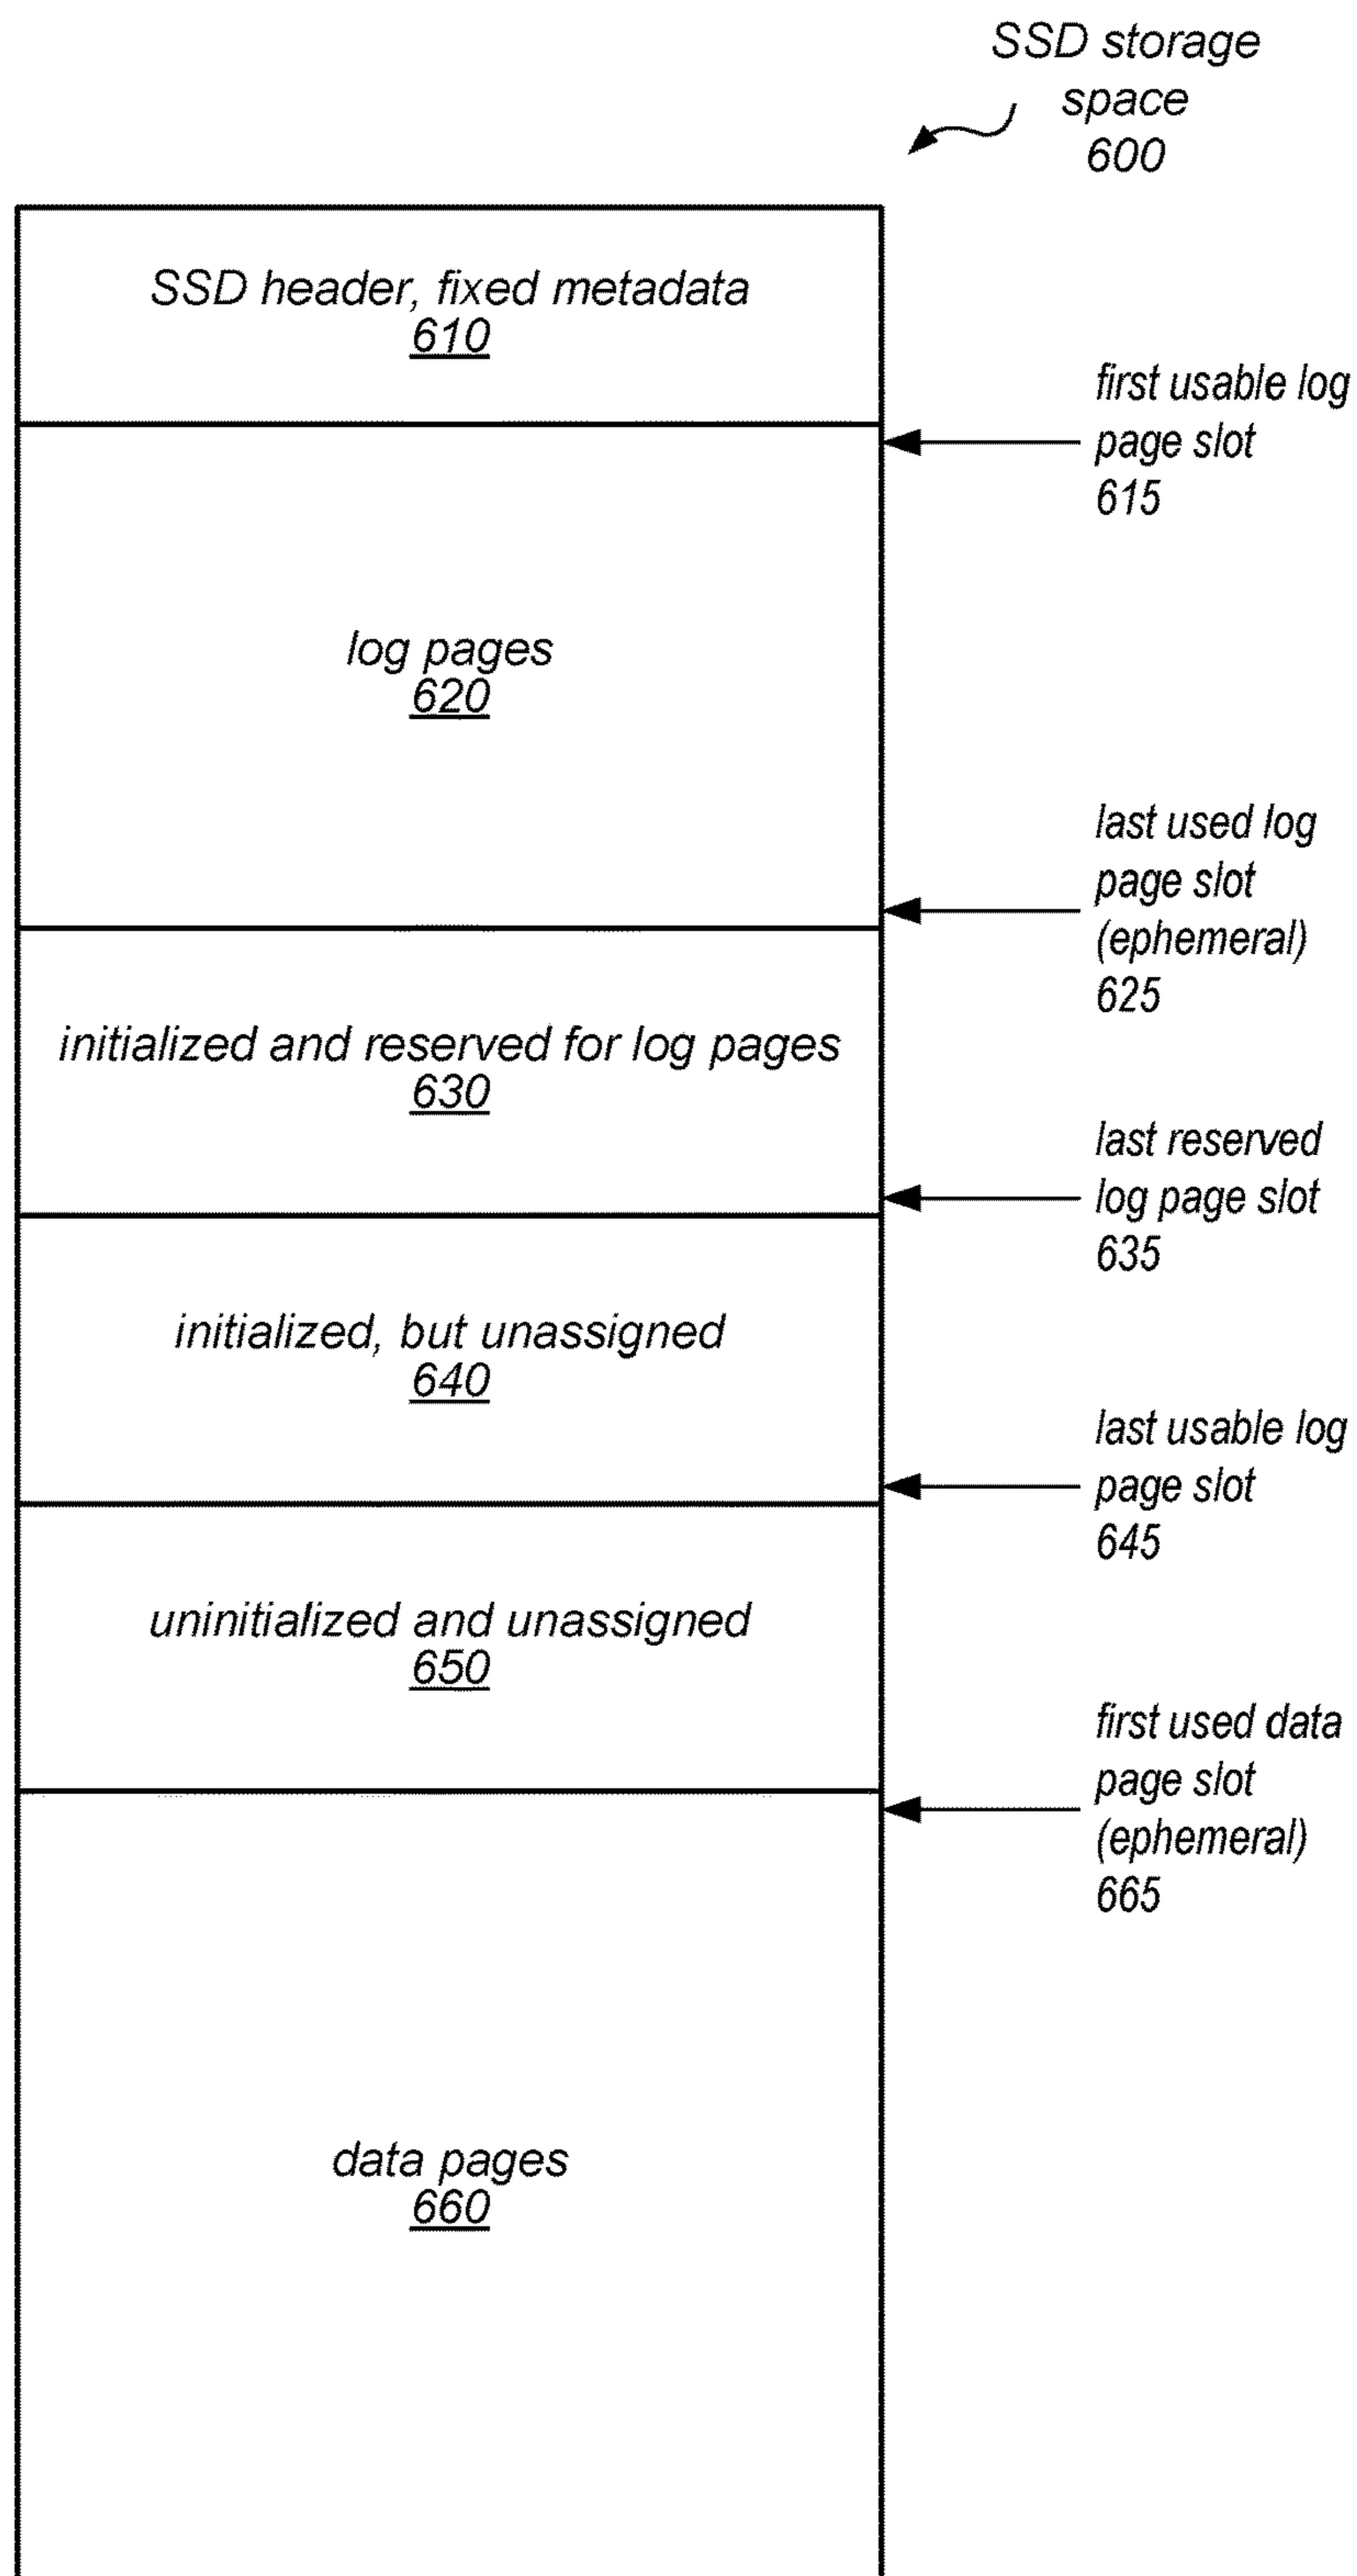 SSD storage
space
600
SSD header, fixed metadata
610
first usable log
page slot
615
log pages
620
last used log
page slot
(ephemeral)
625
initialized and reserved for log pages
630
last reserved
log page slot
635
initialized, but unassigned
640
last usable log
page slot
645
uninitialized and unassigned
650
first used data
page slot
(ephemeral)
665
data pages
660